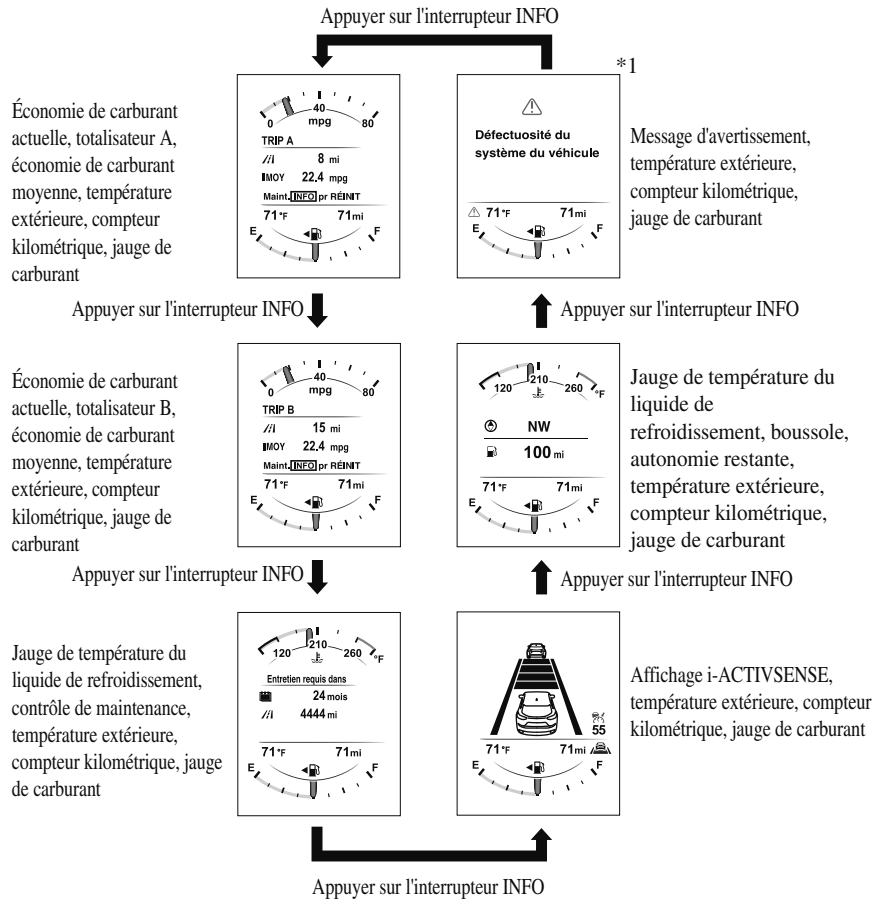 Appuyer sur l'interrupteur INFO
Économie de carburant
actuelle, totalisateur A,
économie de carburant
moyenne, température
extérieure, compteur
kilométrique, jauge de
carburant
0
40
80
mpg
TRIP A
8 mi
MOY 22.4 mpg
Maint. INFO pr RÉINIT
71°F 71mi
E F
*1
Défectuosité du
système du véhicule
71°F 71mi
E F
Message d'avertissement,
température extérieure,
compteur kilométrique,
jauge de carburant
Appuyer sur l'interrupteur INFO
Appuyer sur l'interrupteur INFO
Économie de carburant
actuelle, totalisateur B,
économie de carburant
moyenne, température
extérieure, compteur
kilométrique, jauge de
carburant
0
40
80
mpg
TRIP B
15 mi
MOY 22.4 mpg
Maint. INFO pr RÉINIT
71°F 71mi
E F
120 210 260 °F
NW
100 mi
71°F 71mi
E F
Jauge de température du
liquide de
refroidissement, boussole,
autonomie restante,
température extérieure,
compteur kilométrique,
jauge de carburant
Appuyer sur l'interrupteur INFO
Appuyer sur l'interrupteur INFO
Jauge de température du
liquide de refroidissement,
contrôle de maintenance,
température extérieure,
compteur kilométrique, jauge
de carburant
120 210 260 °F
Entretien requis dans
24 mois
4444 mi
71°F 71mi
E F
55
71°F 71mi
E F
Affichage i-ACTIVSENSE,
température extérieure, compteur
kilométrique, jauge de carburant
Appuyer sur l'interrupteur INFO